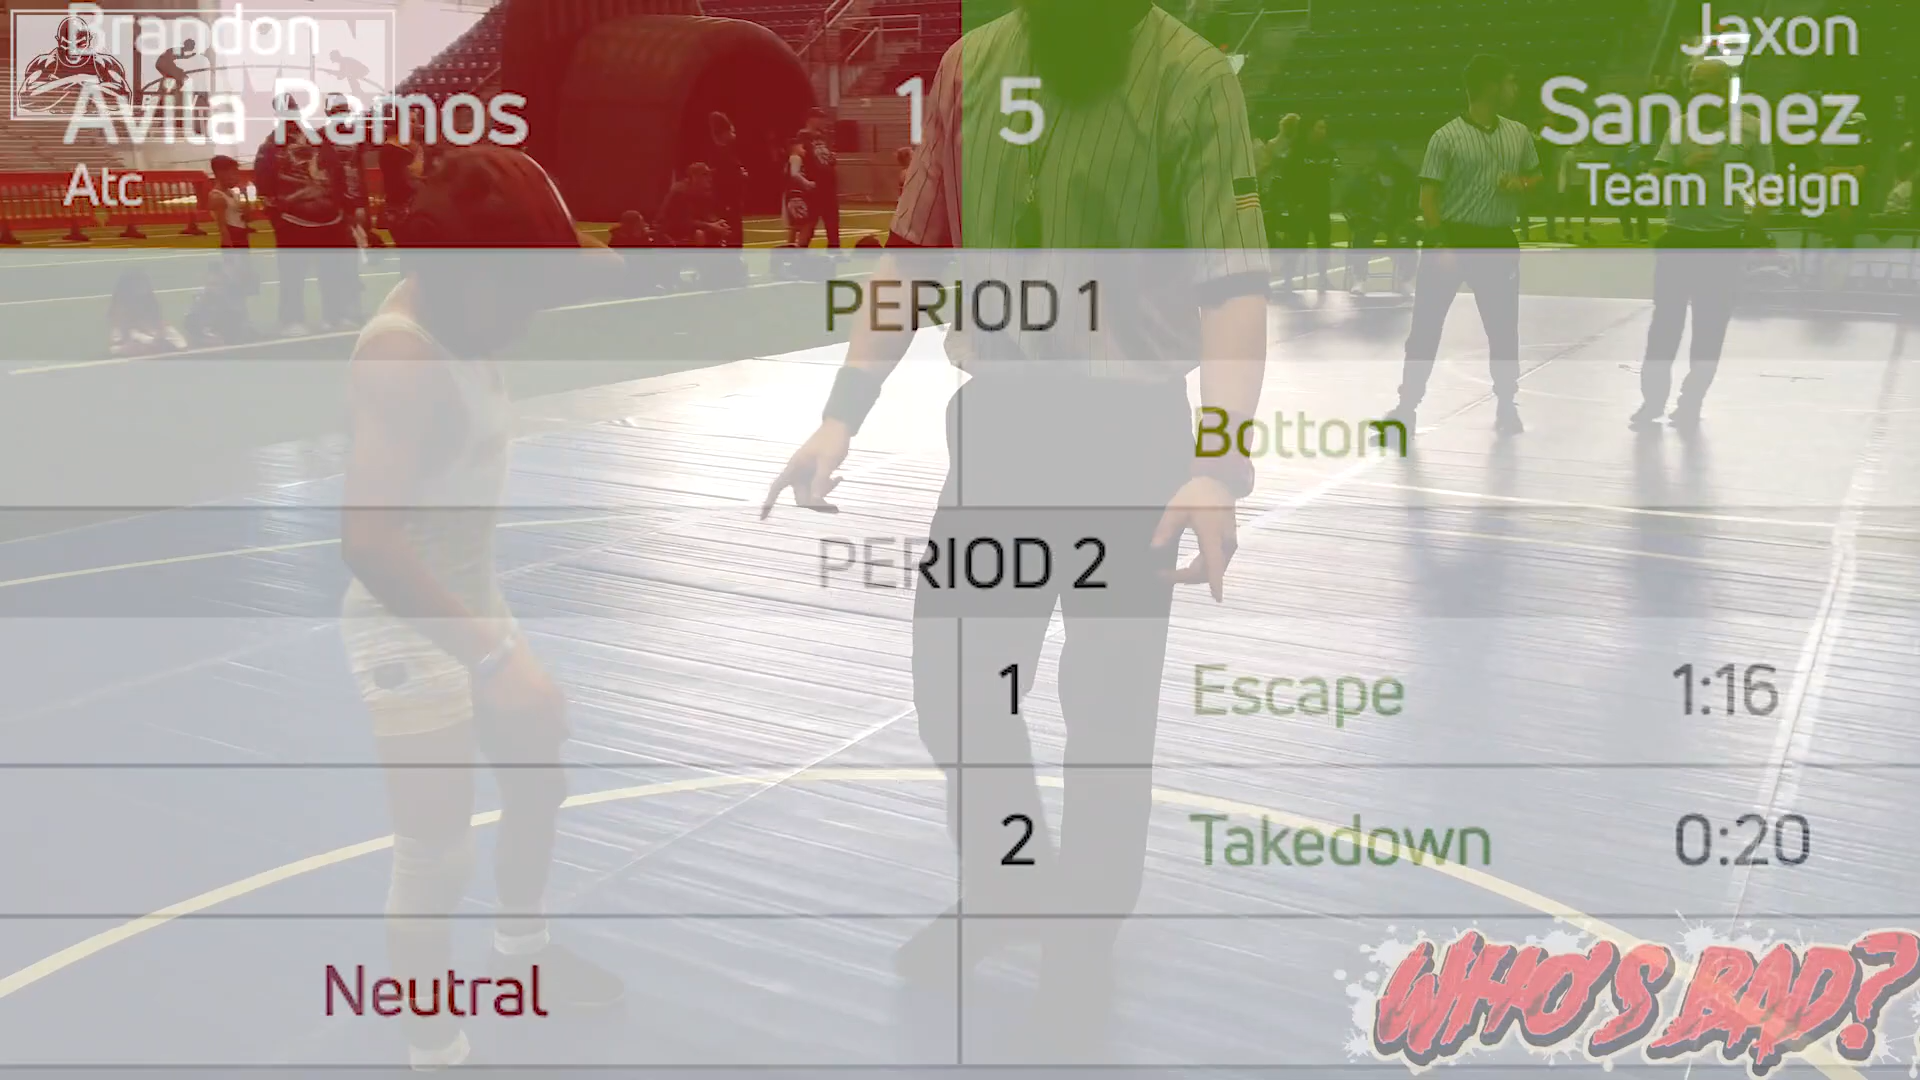 Brandon
Avila Ramos
Atc
1 5
Jaxon
Sanchez
Team Reign
PERIOD 1
Bottom
PERIOD 2
1 Escape 1:16
2 Takedown 0:20
Neutral
WHO'S BAD?